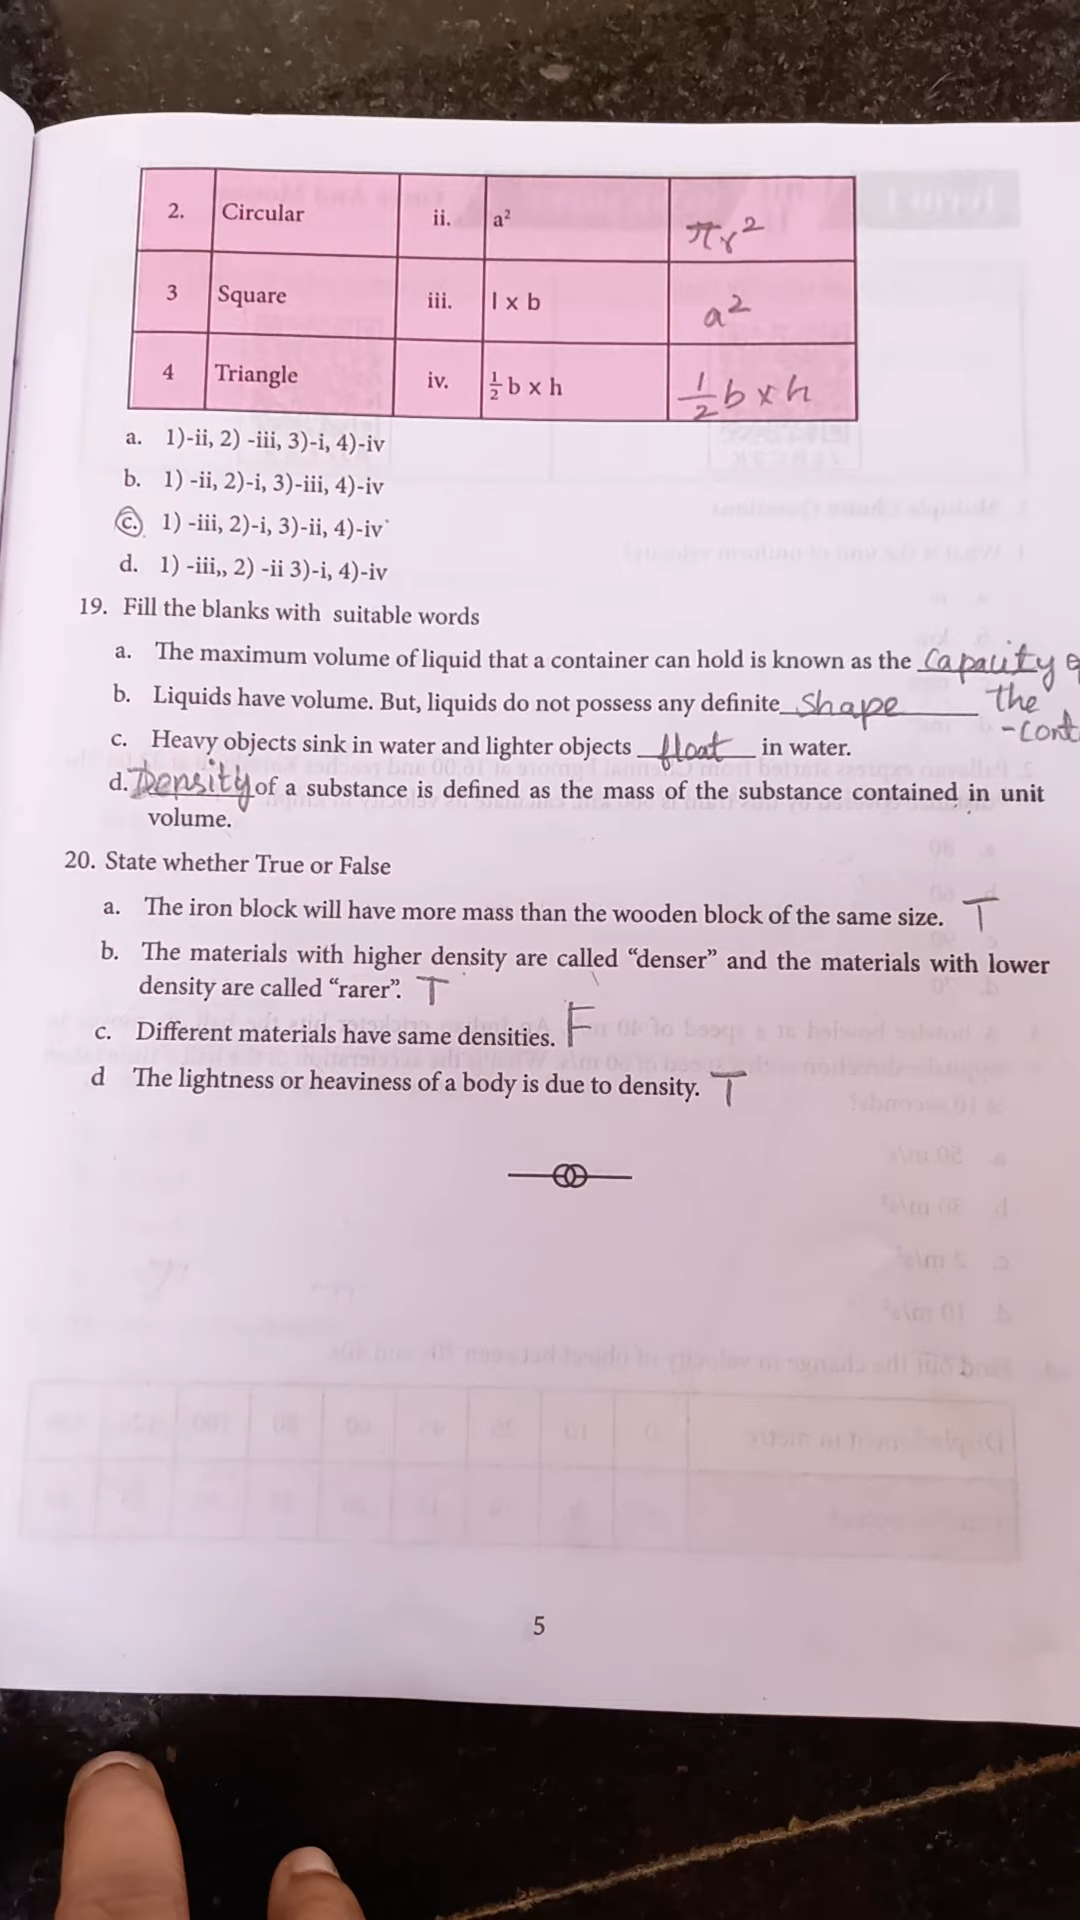 2. Circular ii. a² πr²
3 Square iii. l x b a²
4 Triangle iv. ½ b x h ½ b x h
a. 1)-ii, 2) -iii, 3)-i, 4)-iv
b. 1) -ii, 2)-i, 3)-iii, 4)-iv
c. 1) -iii, 2)-i, 3)-ii, 4)-iv
d. 1) -iii,, 2) -ii 3)-i, 4)-iv
19. Fill the blanks with suitable words
a. The maximum volume of liquid that a container can hold is known as the Capacity
b. Liquids have volume. But, liquids do not possess any definite Shape the
-cont
c. Heavy objects sink in water and lighter objects float in water.
d. Density of a substance is defined as the mass of the substance contained in unit
volume.
20. State whether True or False
a. The iron block will have more mass than the wooden block of the same size. T
b. The materials with higher density are called “denser” and the materials with lower
density are called “rarer”. T
c. Different materials have same densities. F
d The lightness or heaviness of a body is due to density. T
5